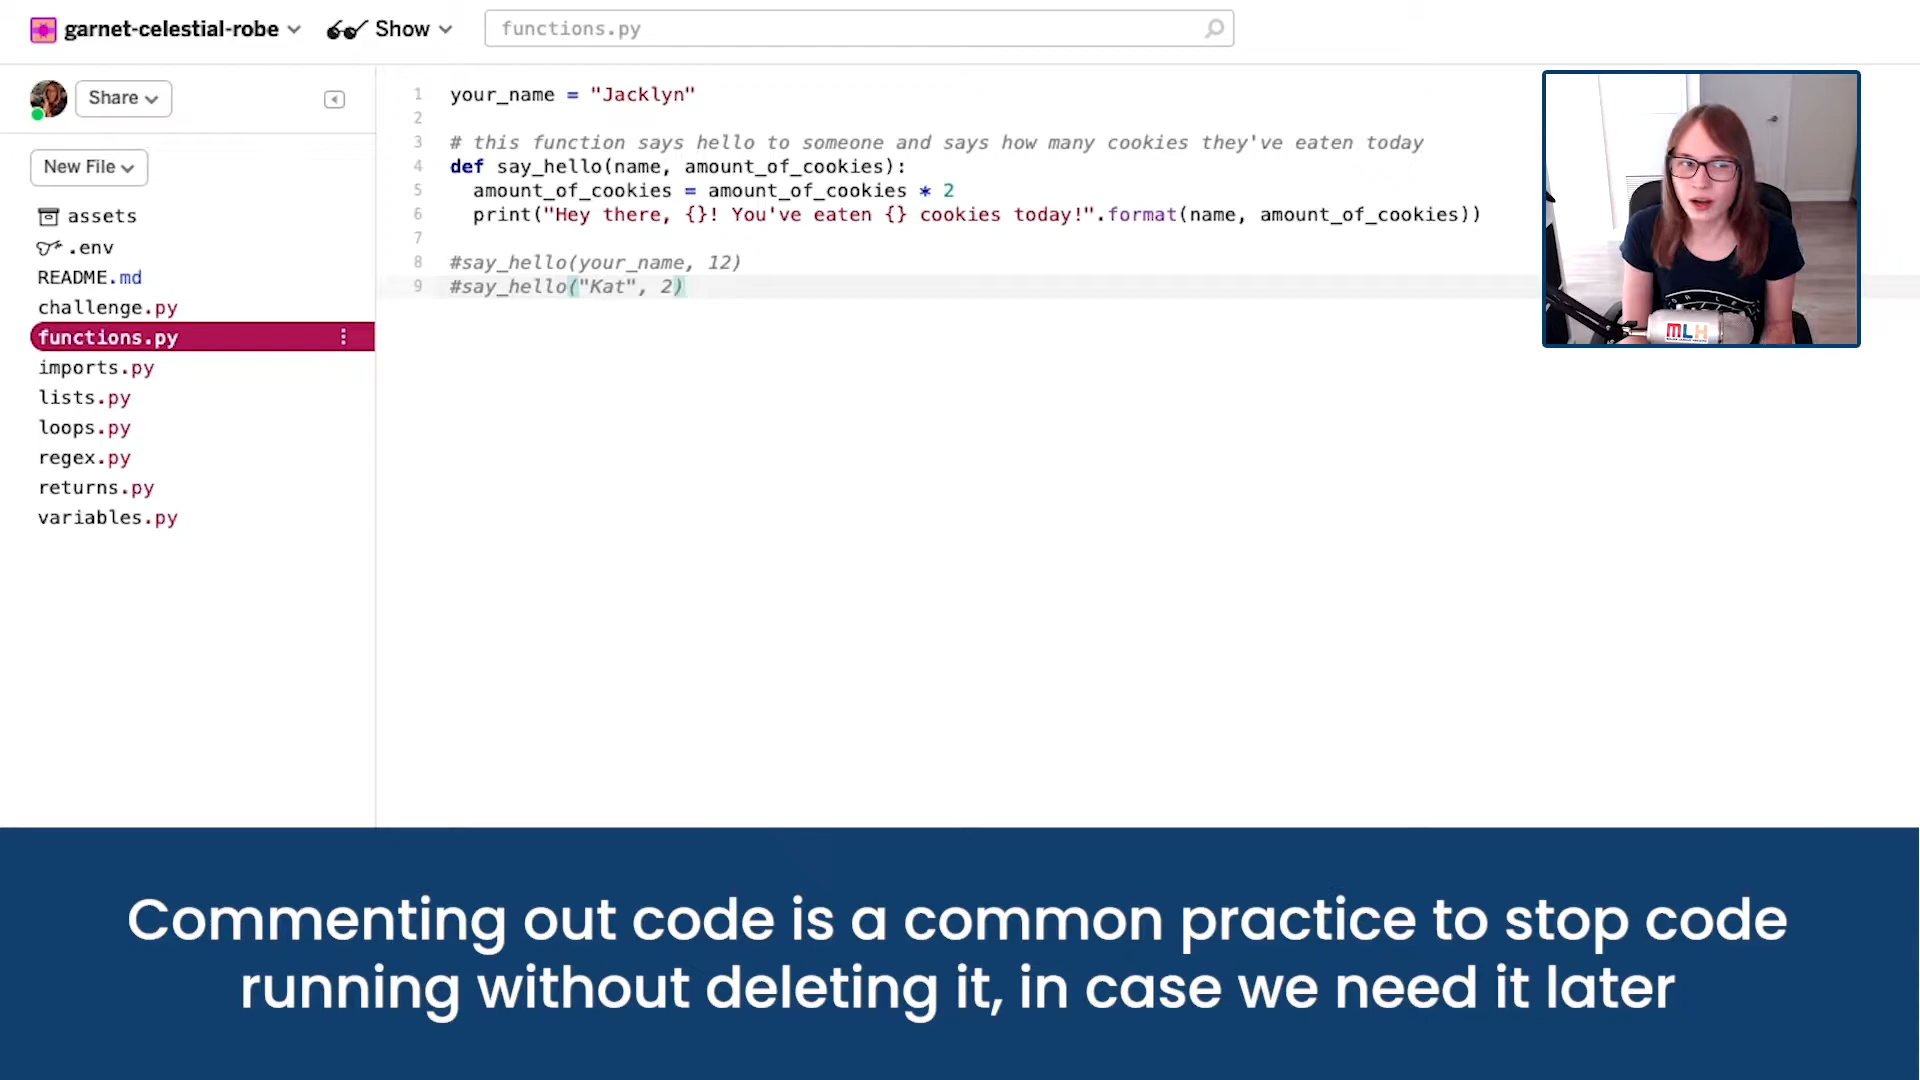 garnet-celestial-robe
Show
functions.py
Share
New File
assets
.env
README.md
challenge.py
functions.py
imports.py
lists.py
loops.py
regex.py
returns.py
variables.py
1 your_name = "Jacklyn"
2
3 # this function says hello to someone and says how many cookies they've eaten today
4 def say_hello(name, amount_of_cookies):
5 amount_of_cookies = amount_of_cookies * 2
6 print("Hey there, {}! You've eaten {} cookies today!".format(name, amount_of_cookies))
7
8 #say_hello(your_name, 12)
9 #say_hello("Kat", 2)
MLH
Commenting out code is a common practice to stop code
running without deleting it, in case we need it later